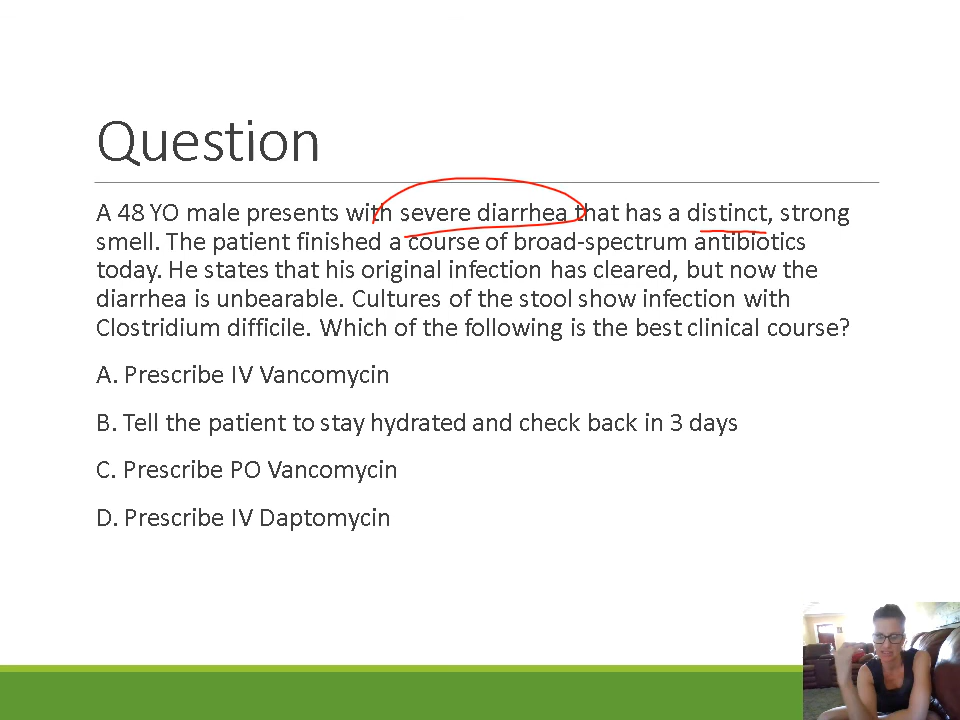 Question
A 48 YO male presents with severe diarrhea that has a distinct, strong
smell. The patient finished a course of broad-spectrum antibiotics
today. He states that his original infection has cleared, but now the
diarrhea is unbearable. Cultures of the stool show infection with
Clostridium difficile. Which of the following is the best clinical course?
A. Prescribe IV Vancomycin
B. Tell the patient to stay hydrated and check back in 3 days
C. Prescribe PO Vancomycin
D. Prescribe IV Daptomycin